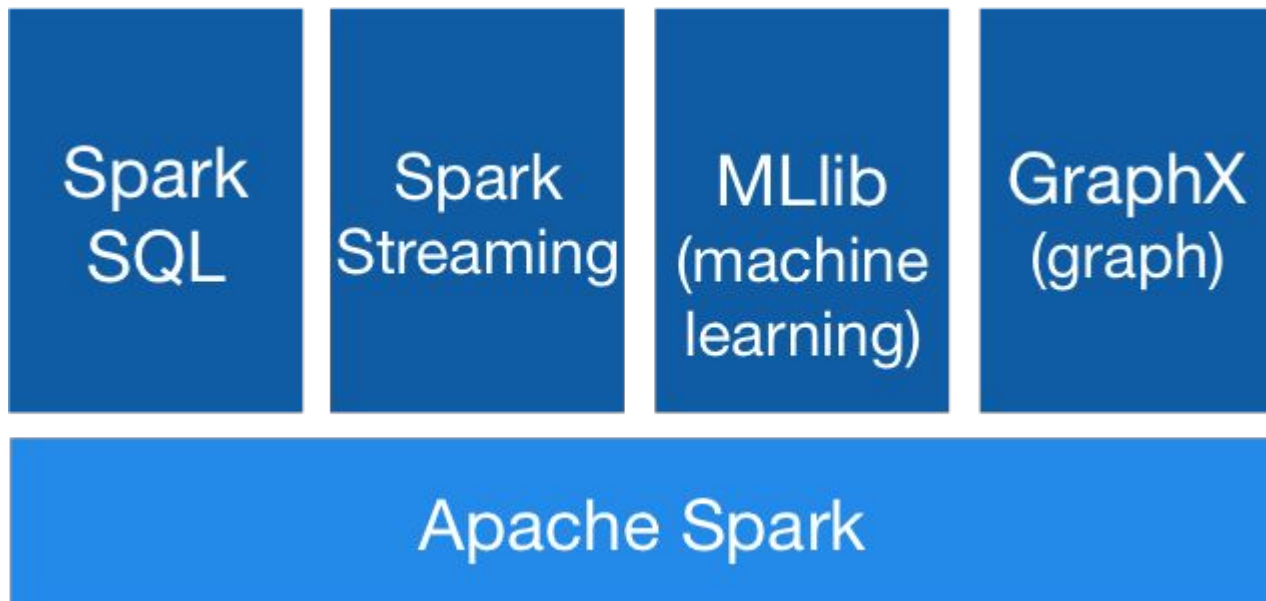 Spark
SQL
Spark
Streaming
MLlib
(machine
learning)
GraphX
(graph)
Apache Spark